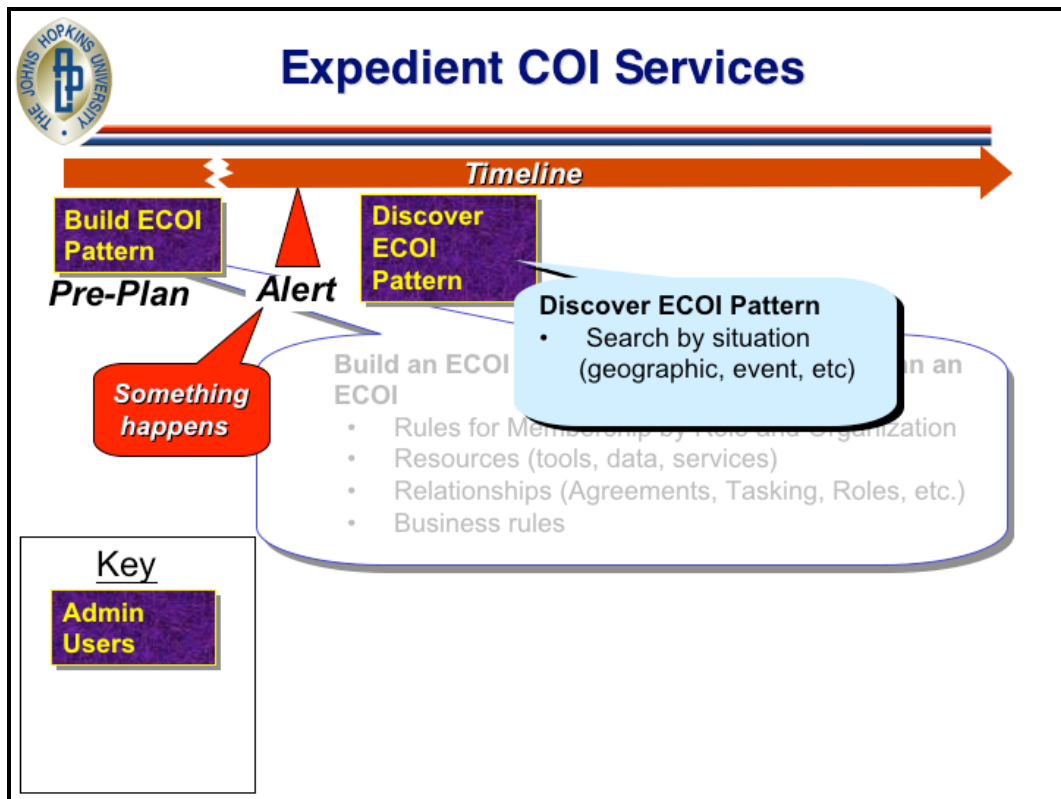 THE JOHNS HOPKINS UNIVERSITY
APL
Expedient COI Services
Timeline
Build ECOI
Pattern
Discover
ECOI
Pattern
Pre-Plan
Alert
Discover ECOI Pattern
• Search by situation
(geographic, event, etc)
Build an ECOI
an an
ECOI
Something
happens
• Rules for Membership by Role and Organization
• Resources (tools, data, services)
• Relationships (Agreements, Tasking, Roles, etc.)
• Business rules
Key
Admin
Users